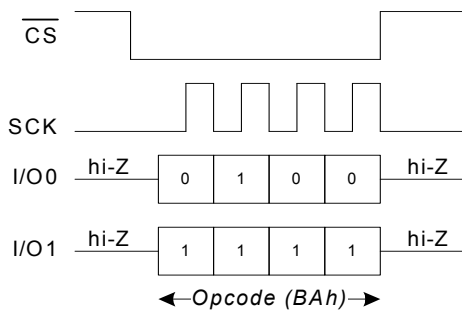 CS
SCK
I/O0 hi-Z 0 1 0 0 hi-Z
I/O1 hi-Z 1 1 1 1 hi-Z
Opcode (BAh)